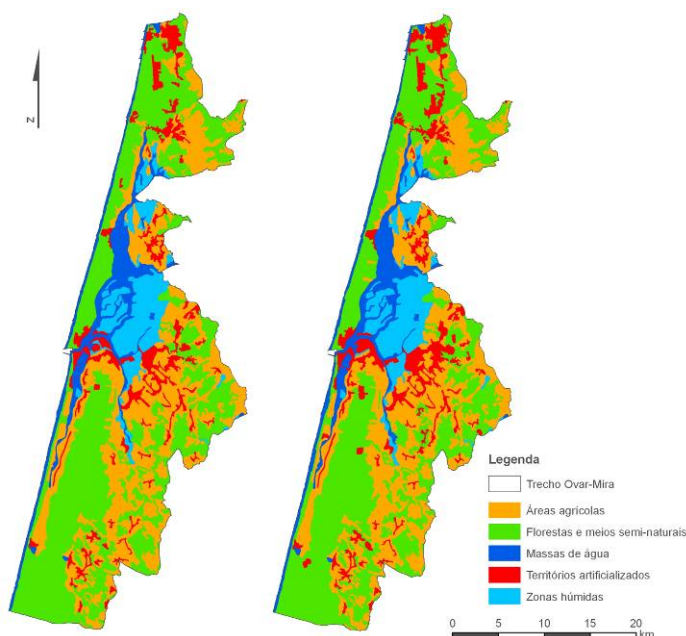 N
Legenda
Trecho Ovar-Mira
Áreas agrícolas
Florestas e meios semi-naturais
Massas de água
Territórios artificializados
Zonas húmidas
0 5 10 15 20
km